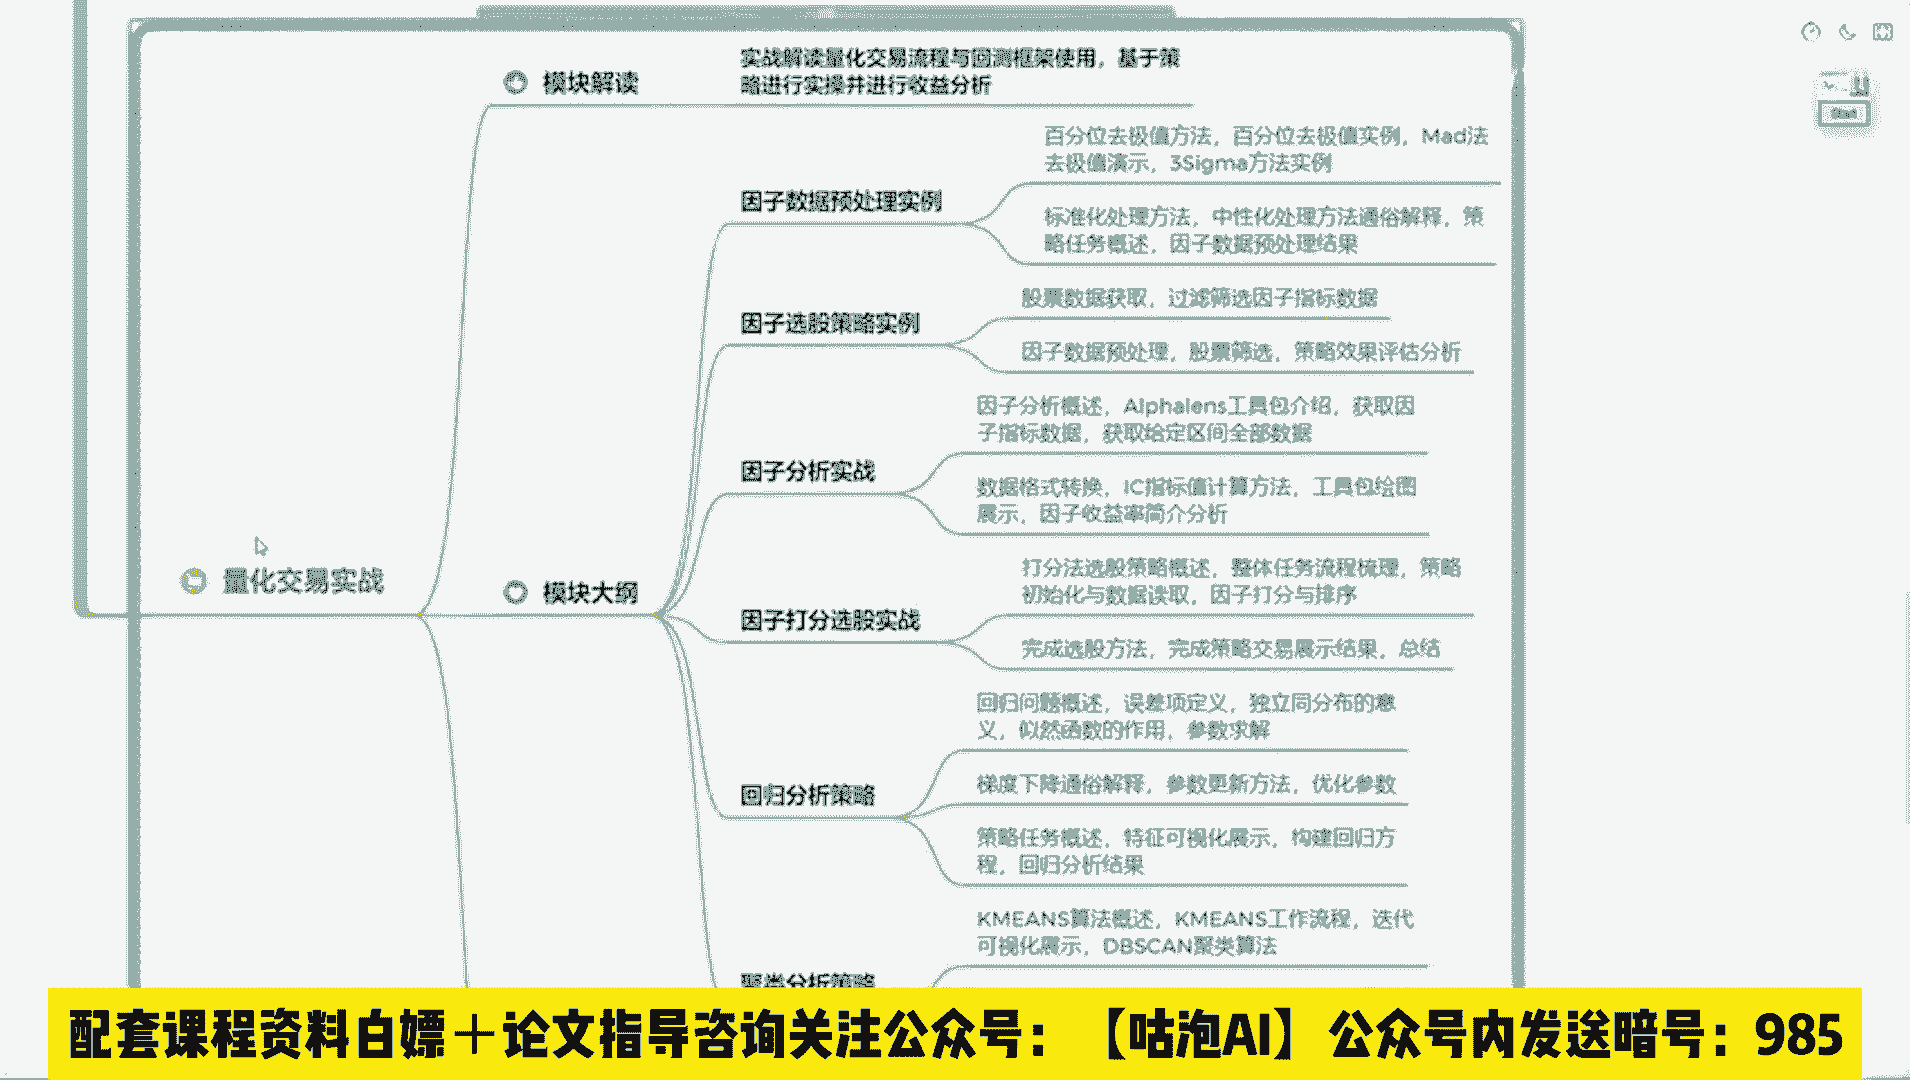 模块解读
实战解读量化交易流程与回测框架使用，基于策
略进行实操并进行收益分析
量化交易实战
模块大纲
因子数据预处理实例
百分位去极值方法，百分位去极值实例，Mad法
去极值演示，3Sigma方法实例
标准化处理方法，中性化处理方法通俗解释，策
略任务概述，因子数据预处理结果
因子选股策略实例
股票数据获取，过滤筛选因子指标数据
因子数据预处理，股票筛选，策略效果评估分析
因子分析实战
因子分析概述，Alphalens工具包介绍，获取因
子指标数据，获取给定区间全部数据
数据格式转换，IC指标值计算方法，工具包绘图
展示，因子收益率简介分析
因子打分选股实战
打分法选股策略概述，整体任务流程梳理，策略
初始化与数据读取，因子打分与排序
完成选股方法，完成策略交易展示结果，总结
回归分析策略
回归问题概述，误差项定义，独立同分布的意
义，似然函数的作用，参数求解
梯度下降通俗解释，参数更新方法，优化参数
策略任务概述，特征可视化展示，构建回归方
程，回归分析结果
聚类分析策略
KMEANS算法概述，KMEANS工作流程，迭代
可视化展示，DBSCAN聚类算法
配套课程资料白嫖＋论文指导咨询关注公众号：【咕泡AI】公众号内发送暗号：985